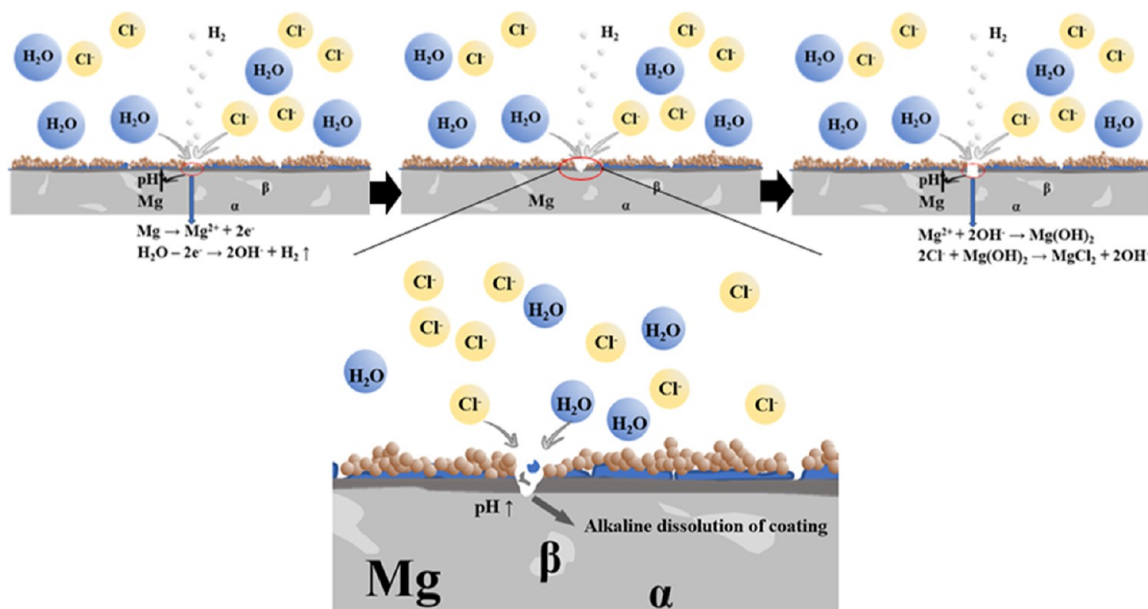 Cl⁻
H₂
Cl⁻
H₂O
Cl⁻
Cl⁻
H₂O
Cl⁻
Cl⁻
H₂O
H₂O
H₂O
pH
β
Mg
α
Mg → Mg²⁺ + 2e⁻
H₂O – 2e⁻ → 2OH⁻ + H₂ ↑
Cl⁻
H₂
Cl⁻
H₂O
Cl⁻
Cl⁻
H₂O
Cl⁻
Cl⁻
H₂O
H₂O
H₂O
β
Mg
α
Cl⁻
H₂
Cl⁻
H₂O
Cl⁻
Cl⁻
H₂O
Cl⁻
Cl⁻
H₂O
H₂O
H₂O
pH
β
Mg
α
Mg²⁺ + 2OH⁻ → Mg(OH)₂
2Cl⁻ + Mg(OH)₂ → MgCl₂ + 2OH⁻
Cl⁻
Cl⁻
Cl⁻
H₂O
Cl⁻
Cl⁻
Cl⁻
H₂O
H₂O
Cl⁻
H₂O
Cl⁻
H₂O
Cl⁻
pH ↑
Alkaline dissolution of coating
β
Mg
α